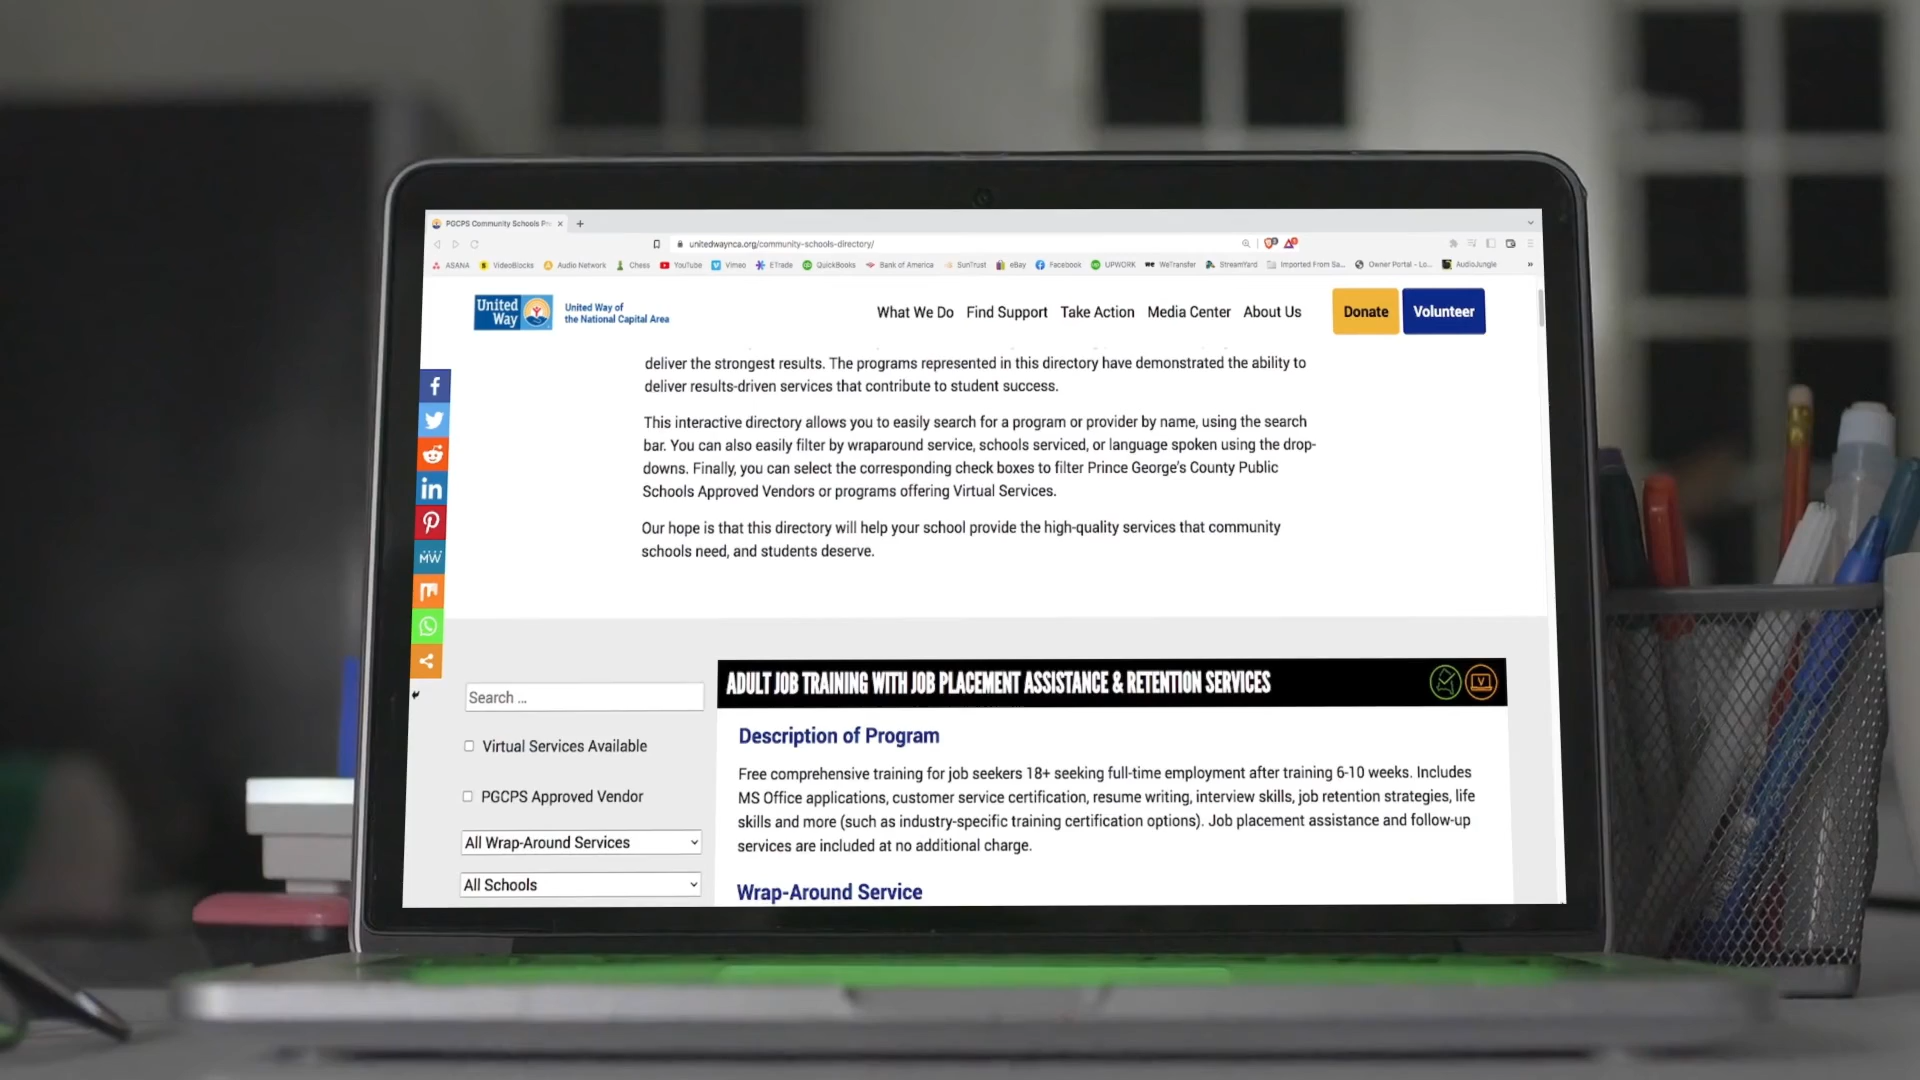 PGCPS Community Schools Pr
unitedwaynca.org/community-schools-directory/
ASANA VideoBlocks Audio Network Chess YouTube Vimeo ETrade QuickBooks Bank of America SunTrust eBay Facebook UPWORK WeTransfer StreamYard Imported From Sa... Owner Portal - Lo... AudioJungle »
United Way
United Way of
the National Capital Area
What We Do Find Support Take Action Media Center About Us Donate Volunteer
deliver the strongest results. The programs represented in this directory have demonstrated the ability to
deliver results-driven services that contribute to student success.
This interactive directory allows you to easily search for a program or provider by name, using the search
bar. You can also easily filter by wraparound service, schools serviced, or language spoken using the drop-
downs. Finally, you can select the corresponding check boxes to filter Prince George's County Public
Schools Approved Vendors or programs offering Virtual Services.
Our hope is that this directory will help your school provide the high-quality services that community
schools need, and students deserve.
MW
Search ...
Virtual Services Available
PGCPS Approved Vendor
All Wrap-Around Services
All Schools
ADULT JOB TRAINING WITH JOB PLACEMENT ASSISTANCE & RETENTION SERVICES
V
Description of Program
Free comprehensive training for job seekers 18+ seeking full-time employment after training 6-10 weeks. Includes
MS Office applications, customer service certification, resume writing, interview skills, job retention strategies, life
skills and more (such as industry-specific training certification options). Job placement assistance and follow-up
services are included at no additional charge.
Wrap-Around Service